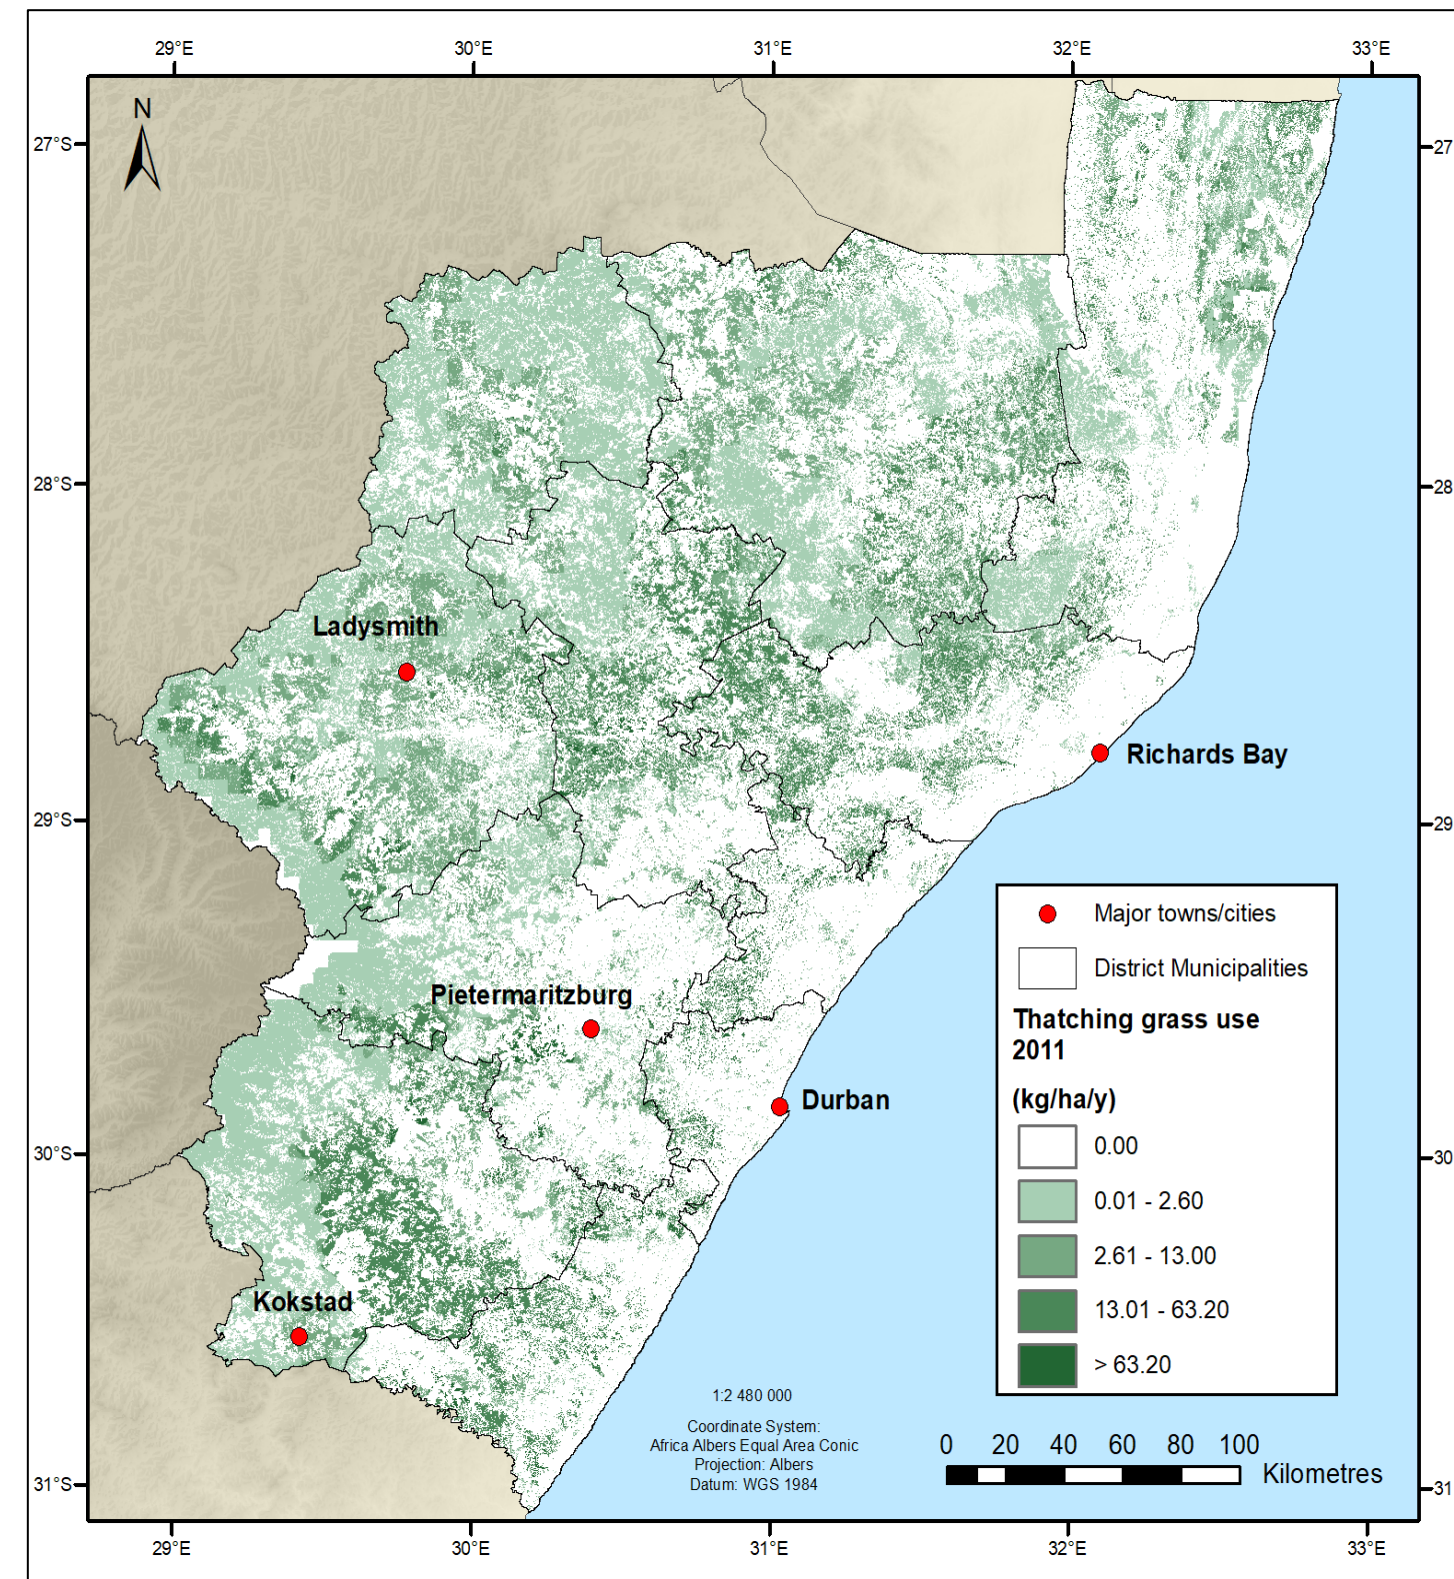 29°E 30°E 31°E 32°E 33°E
N
27°S 27
28°S 28
Ladysmith
Richards Bay
29°S 29
Major towns/cities
District Municipalities
Pietermaritzburg
Thatching grass use
2011
Durban
(kg/ha/y)
0.00
30°S 30
0.01 - 2.60
2.61 - 13.00
Kokstad
13.01 - 63.20
> 63.20
1:2 480 000
Coordinate System:
Africa Albers Equal Area Conic
Projection: Albers
Datum: WGS 1984
0 20 40 60 80 100
Kilometres
31°S 31
29°E 30°E 31°E 32°E 33°E